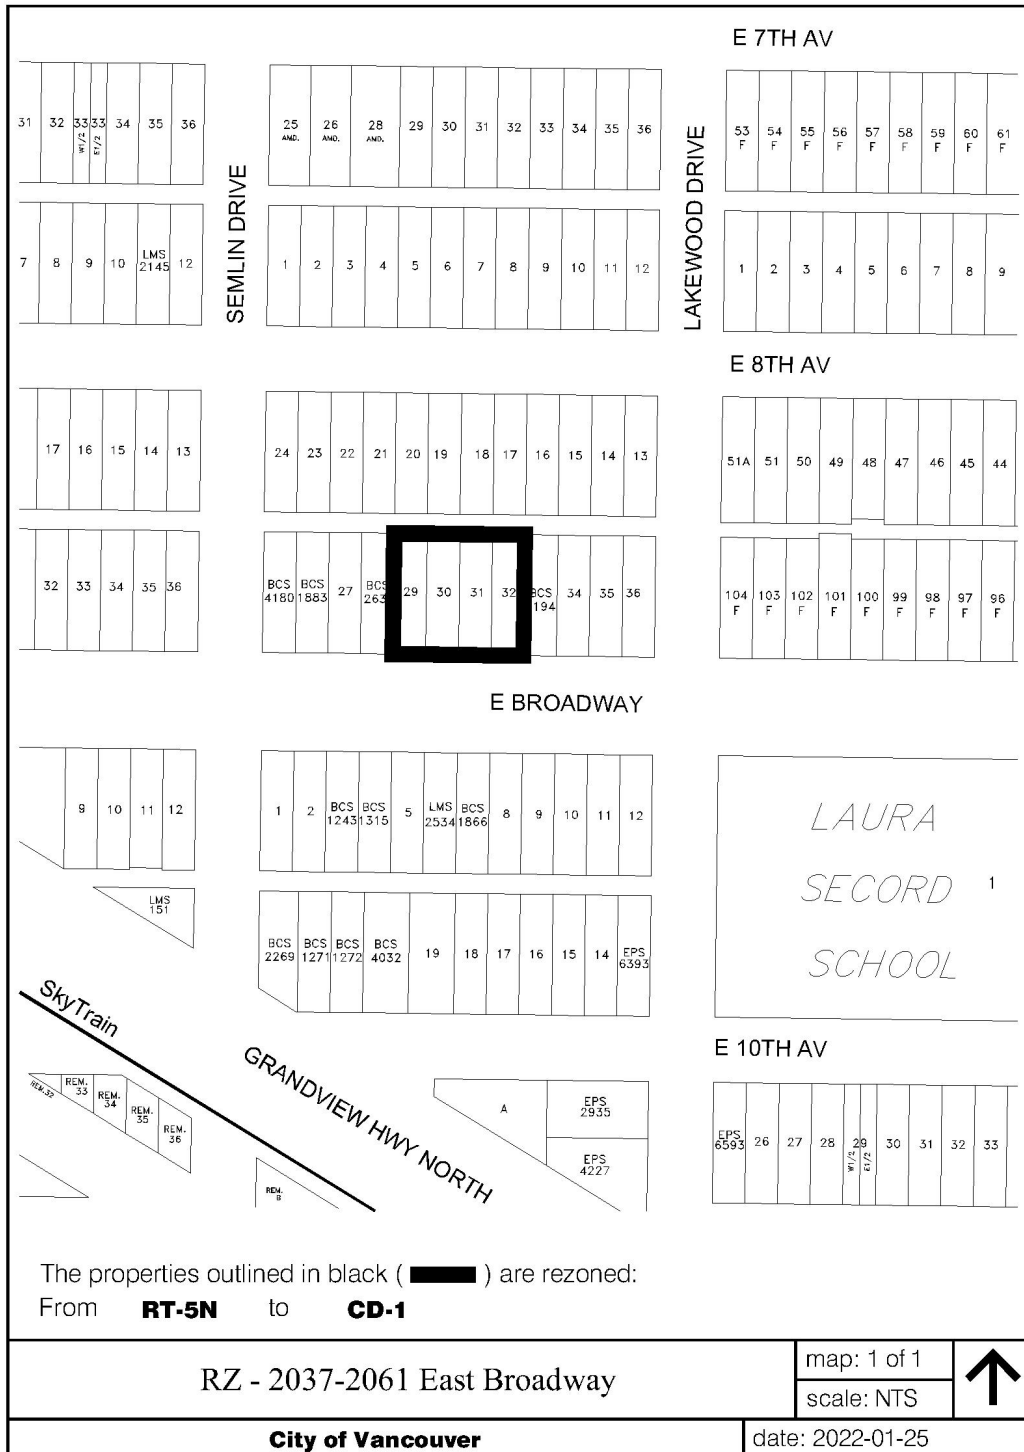 E 7TH AV
31 32 33 W1/2 33 E1/2 34 35 36
25 AMD. 26 AMD. 28 AMD. 29 30 31 32 33 34 35 36
53 F 54 F 55 F 56 F 57 F 58 F 59 F 60 F 61 F
SEMLIN DRIVE
LAKEWOOD DRIVE
7 8 9 10 LMS 2145 12
1 2 3 4 5 6 7 8 9 10 11 12
1 2 3 4 5 6 7 8 9
E 8TH AV
17 16 15 14 13
24 23 22 21 20 19 18 17 16 15 14 13
51A 51 50 49 48 47 46 45 44
32 33 34 35 36
BCS 4180 BCS 1883 27 BCS 263 29 30 31 32 BCS 194 34 35 36
104 F 103 F 102 F 101 F 100 F 99 F 98 F 97 F 96 F
E BROADWAY
9 10 11 12
1 2 BCS 1243 BCS 1315 5 LMS 2534 BCS 1866 8 9 10 11 12
LAURA
SECORD 1
SCHOOL
LMS 151
BCS 2269 BCS 1271 BCS 1272 BCS 4032 19 18 17 16 15 14 EPS 6393
SkyTrain
GRANDVIEW HWY NORTH
E 10TH AV
REM.32 REM. 33 REM. 34 REM. 35 REM. 36
REM. B
A EPS 2935
EPS 4227
EPS 6593 26 27 28 29 W1/2 E1/2 30 31 32 33
The properties outlined in black ( ) are rezoned:
From RT-5N to CD-1
RZ - 2037-2061 East Broadway
map: 1 of 1
scale: NTS
City of Vancouver
date: 2022-01-25